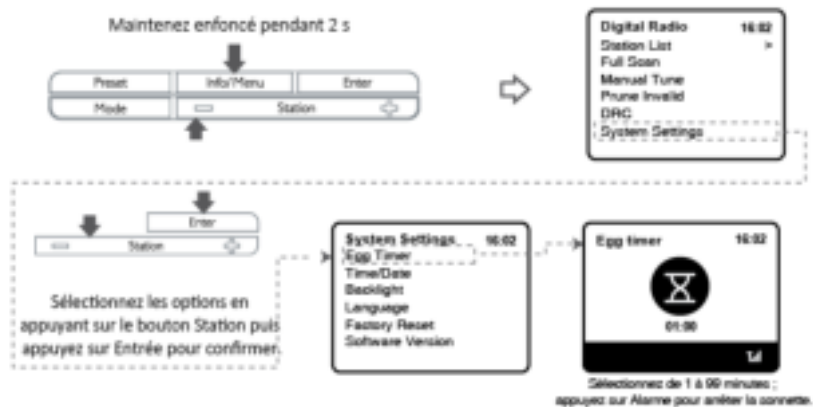 Maintenez enfoncé pendant 2 s
Preset Info/Menu Enter
Mode Station
Digital Radio 16:02
Station List >
Full Scan
Manual Tune
Prune Invalid
DRC
System Settings
Enter
Station
Sélectionnez les options en
appuyant sur le bouton Station puis
appuyez sur Entrée pour confirmer.
System Settings 16:02
Egg Timer
Time/Date
Backlight
Language
Factory Reset
Software Version
Egg timer 16:02
01:00
Sélectionnez de 1 à 99 minutes ;
appuyez sur Alarme pour arrêter la sonnette.